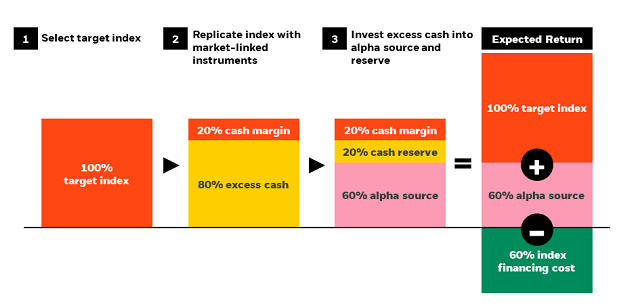 1 Select target index
2 Replicate index with
market-linked
instruments
3 Invest excess cash into
alpha source and
reserve
Expected Return
100%
target index
20% cash margin
80% excess cash
20% cash margin
20% cash reserve
60% alpha source
=
100% target index
+
60% alpha source
-
60% index
financing cost